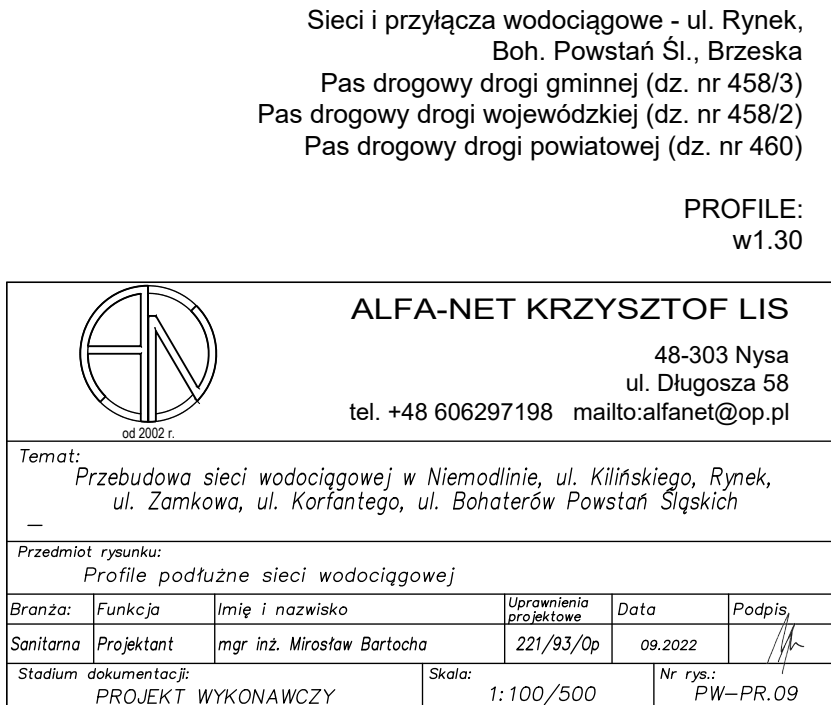 Sieci i przyłącza wodociągowe - ul. Rynek,
Boh. Powstań Śl., Brzeska
Pas drogowy drogi gminnej (dz. nr 458/3)
Pas drogowy drogi wojewódzkiej (dz. nr 458/2)
Pas drogowy drogi powiatowej (dz. nr 460)
PROFILE:
w1.30
ALFA-NET KRZYSZTOF LIS
48-303 Nysa
ul. Długosza 58
tel. +48 606297198 mailto:alfanet@op.pl
od 2002 r.
Temat:
Przebudowa sieci wodociągowej w Niemodlinie, ul. Kilińskiego, Rynek,
ul. Zamkowa, ul. Korfantego, ul. Bohaterów Powstań Śląskich
–
Przedmiot rysunku:
Profile podłużne sieci wodociągowej
Branża: Funkcja Imię i nazwisko Uprawnienia projektowe Data Podpis
Sanitarna Projektant mgr inż. Mirosław Bartocha 221/93/Op 09.2022
Stadium dokumentacji: Skala: Nr rys.:
PROJEKT WYKONAWCZY 1:100/500 PW-PR.09